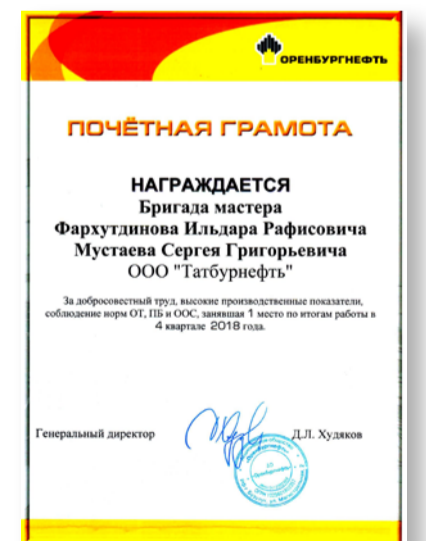 ОРЕНБУРГНЕФТЬ
ПОЧЁТНАЯ ГРАМОТА
НАГРАЖДАЕТСЯ
Бригада мастера
Фархутдинова Ильдара Рафисовича
Мустаева Сергея Григорьевича
ООО "Татбурнефть"
За добросовестный труд, высокие производственные показатели,
соблюдение норм ОТ, ПБ и ООС, занявшая 1 место по итогам работы в
4 квартале 2018 года.
Генеральный директор
Д.Л. Худяков